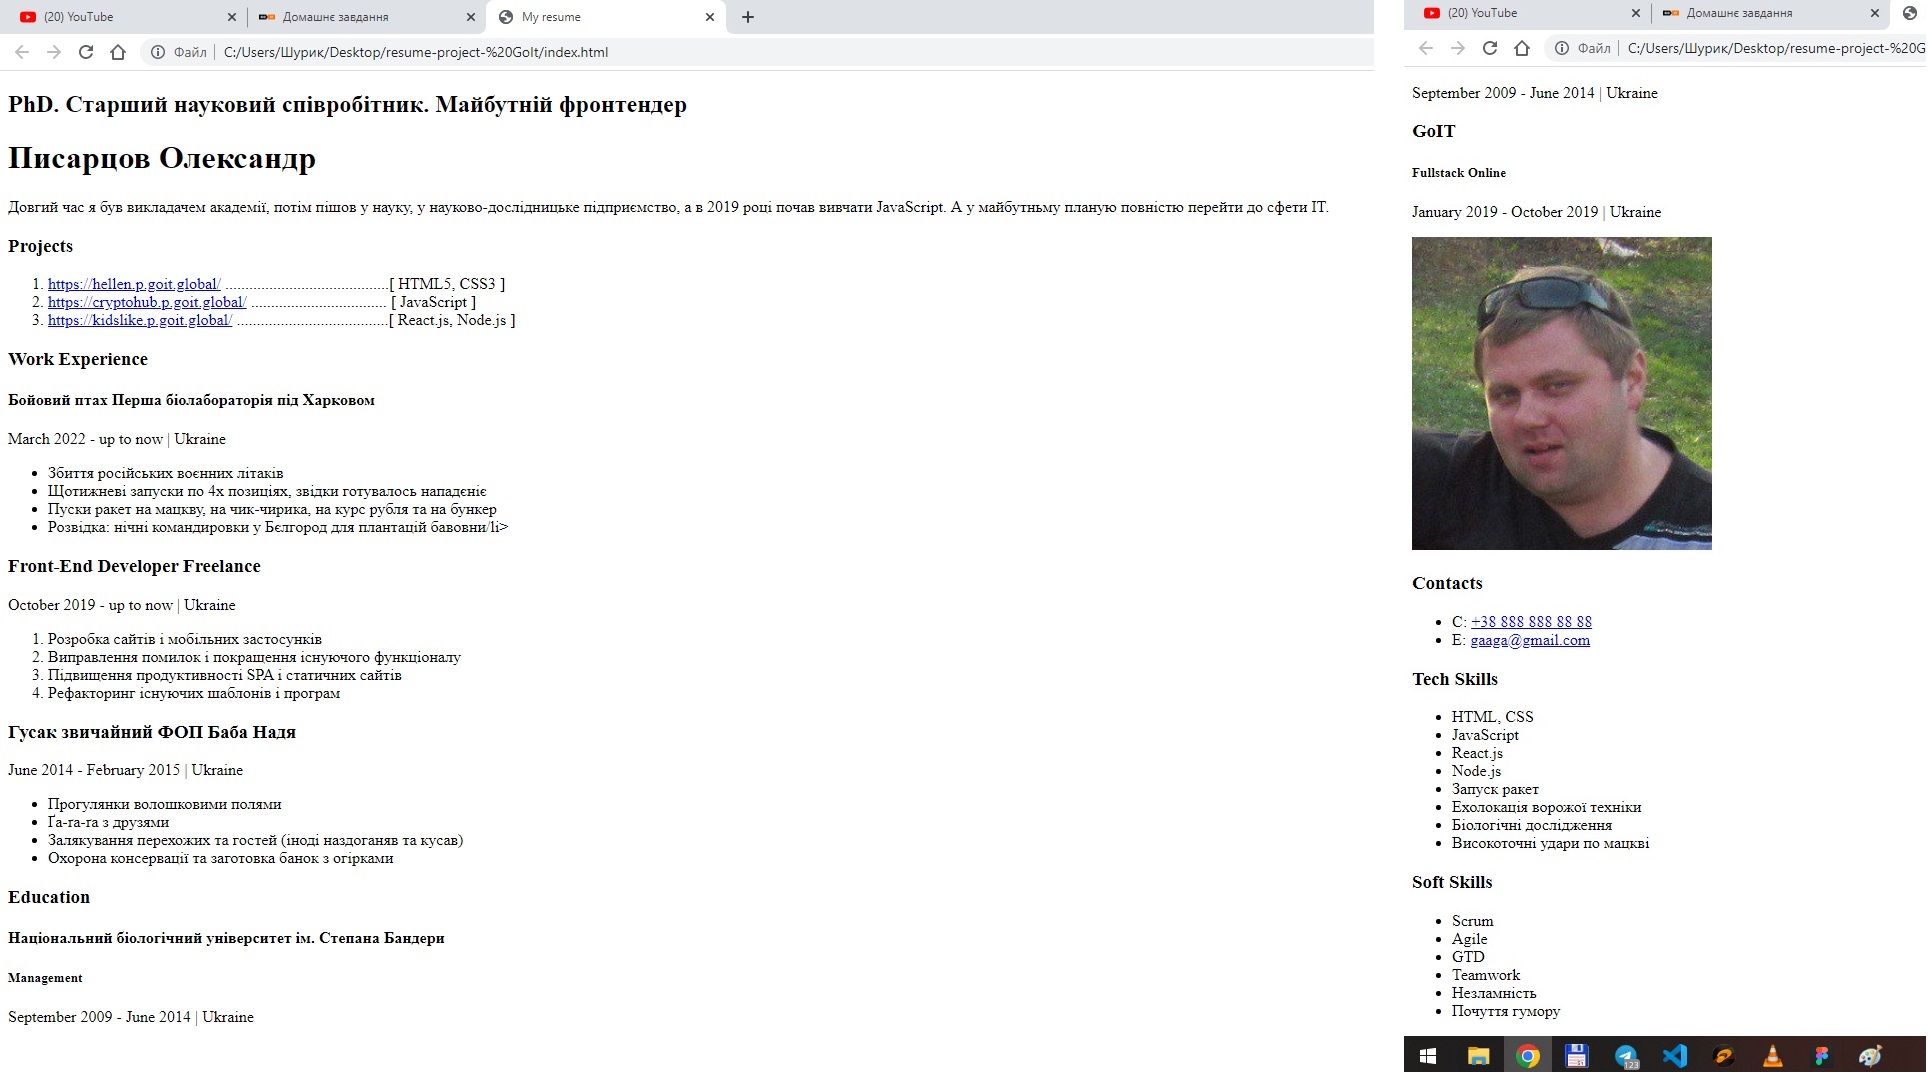 (20) YouTube
Домашнє завдання
My resume
Файл
C:/Users/Шурик/Desktop/resume-project-%20GoIt/index.html
PhD. Старший науковий співробітник. Майбутній фронтендер
Писарцов Олександр
Довгий час я був викладачем академії, потім пішов у науку, у науково-дослідницьке підприємство, а в 2019 році почав вивчати JavaScript. А у майбутньму планую повністю перейти до сфети ІТ.
Projects
1. https://hellen.p.goit.global/ .........................................[ HTML5, CSS3 ]
2. https://cryptohub.p.goit.global/ .................................. [ JavaScript ]
3. https://kidslike.p.goit.global/ ......................................[ React.js, Node.js ]
Work Experience
Бойовий птах Перша біолабораторія під Харковом
March 2022 - up to now | Ukraine
Збиття російських воєнних літаків
Щотижневі запуски по 4х позиціях, звідки готувалось нападєніє
Пуски ракет на мацкву, на чик-чирика, на курс рубля та на бункер
Розвідка: нічні командировки у Бєлгород для плантацій бавовни/li>
Front-End Developer Freelance
October 2019 - up to now | Ukraine
1. Розробка сайтів і мобільних застосунків
2. Виправлення помилок і покращення існуючого функціоналу
3. Підвищення продуктивності SPA і статичних сайтів
4. Рефакторинг існуючих шаблонів і програм
Гусак звичайний ФОП Баба Надя
June 2014 - February 2015 | Ukraine
Прогулянки волошковими полями
Ґа-ґа-ґа з друзями
Залякування перехожих та гостей (іноді наздоганяв та кусав)
Охорона консервації та заготовка банок з огірками
Education
Національний біологічний університет ім. Степана Бандери
Management
September 2009 - June 2014 | Ukraine
(20) YouTube
Домашнє завдання
Файл
C:/Users/Шурик/Desktop/resume-project-%20G
September 2009 - June 2014 | Ukraine
GoIT
Fullstack Online
January 2019 - October 2019 | Ukraine
Contacts
C: +38 888 888 88 88
E: gaaga@gmail.com
Tech Skills
HTML, CSS
JavaScript
React.js
Node.js
Запуск ракет
Ехолокація ворожої техніки
Біологічні дослідження
Високоточні удари по мацкві
Soft Skills
Scrum
Agile
GTD
Teamwork
Незламність
Почуття гумору
123